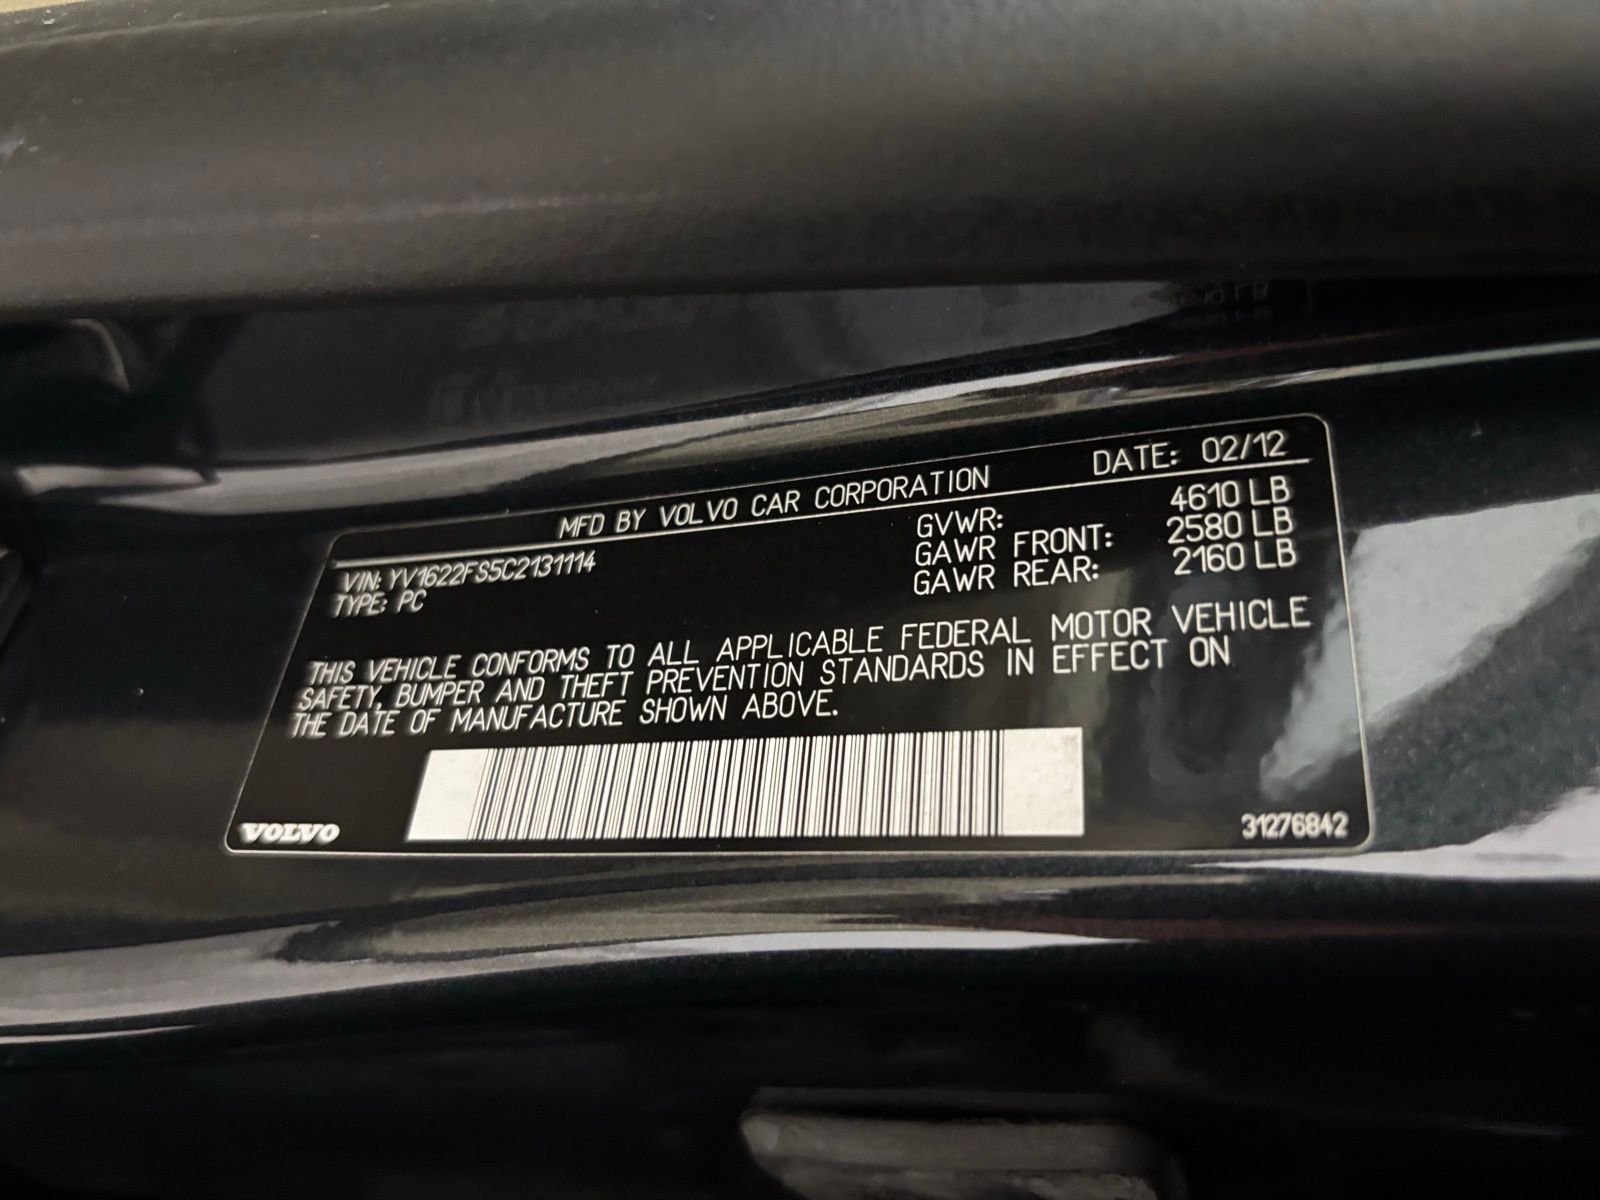 MFD BY VOLVO CAR CORPORATION DATE: 02/12
VIN: YV1622FS5C2131114
TYPE: PC
GVWR: 4610 LB
GAWR FRONT: 2580 LB
GAWR REAR: 2160 LB
THIS VEHICLE CONFORMS TO ALL APPLICABLE FEDERAL MOTOR VEHICLE
SAFETY, BUMPER AND THEFT PREVENTION STANDARDS IN EFFECT ON
THE DATE OF MANUFACTURE SHOWN ABOVE.
VOLVO
31276842